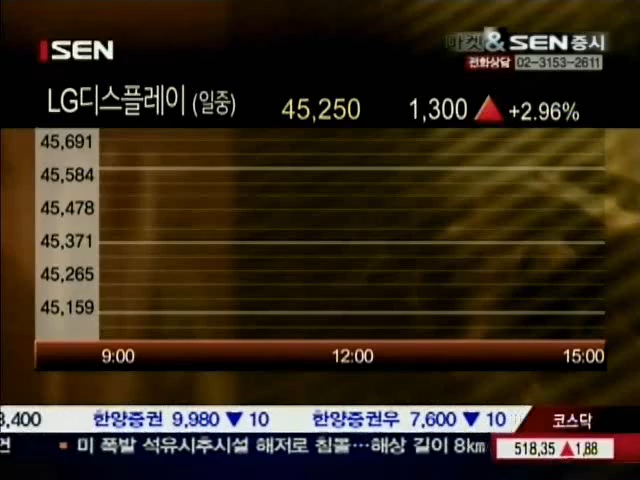 SEN
마켓&SEN증시
전화상담 02-3153-2611
LG디스플레이 (일중) 45,250 1,300 ▲ +2.96%
45,691
45,584
45,478
45,371
45,265
45,159
9:00 12:00 15:00
3,400 한양증권 9,980 ▼ 10 한양증권우 7,600 ▼ 10 코스닥
미 폭발 석유시추시설 해저로 침몰…해상 길이 8km 518,35 ▲1,88